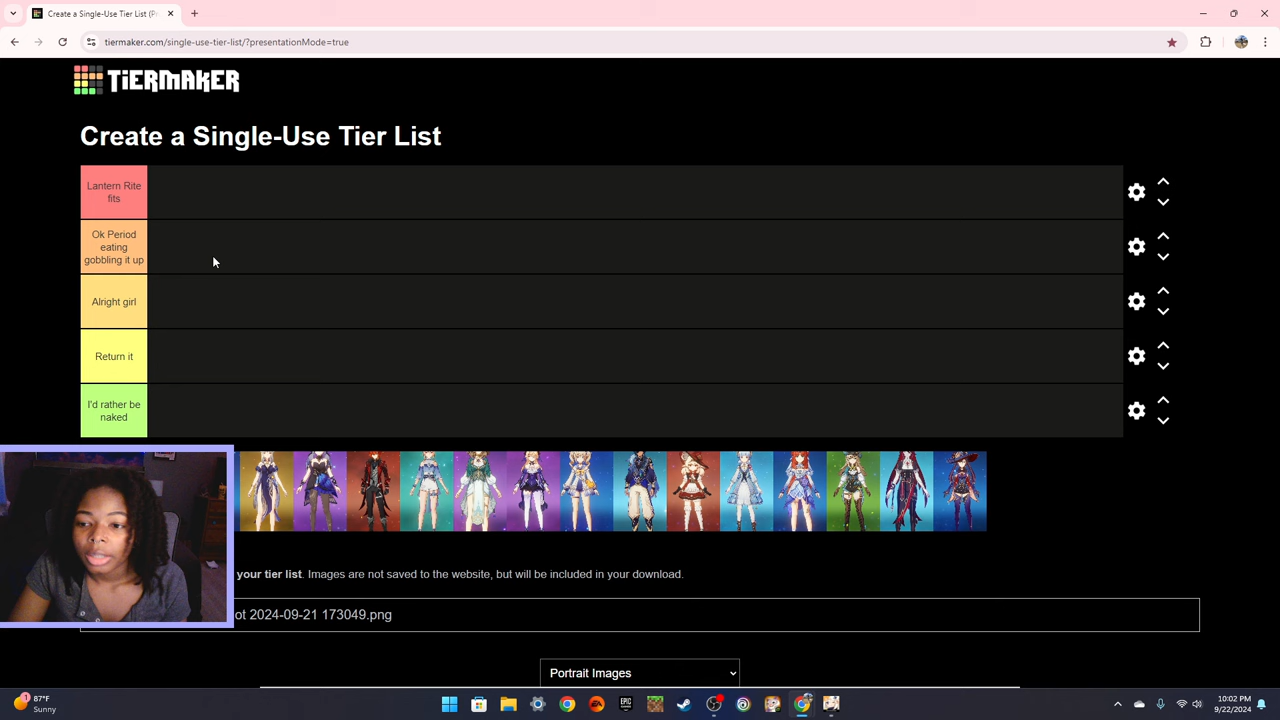 Create a Single-Use Tier List (P
tiermaker.com/single-use-tier-list/?presentationMode=true
TiERMAKER
Create a Single-Use Tier List
Lantern Rite
fits
Ok Period
eating
gobbling it up
Alright girl
Return it
I'd rather be
naked
your tier list. Images are not saved to the website, but will be included in your download.
ot 2024-09-21 173049.png
Portrait Images
1
87°F
Sunny
EPIC
10:02 PM
9/22/2024